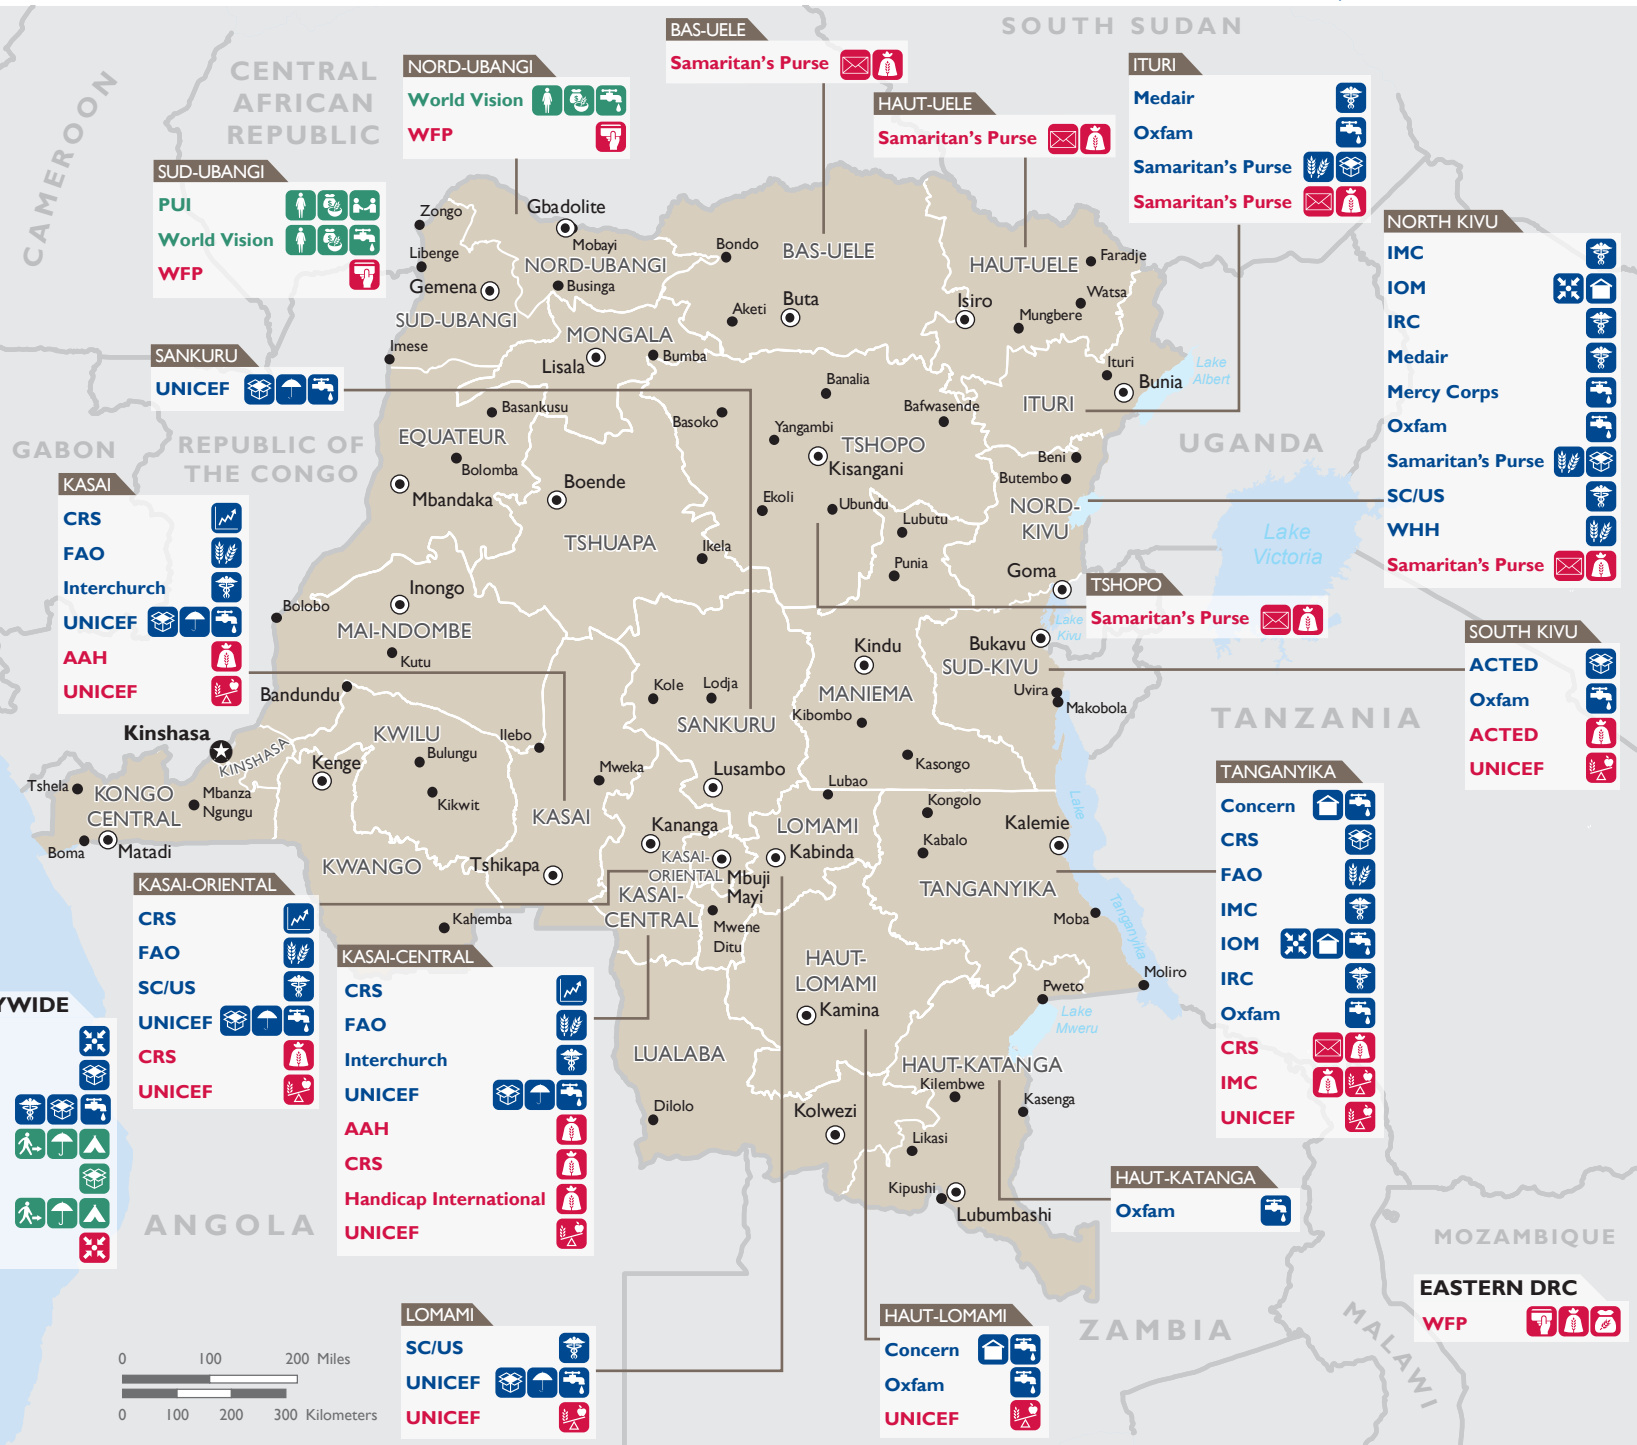 SOUTH SUDAN
CENTRAL
AFRICAN
REPUBLIC
CAMEROON
GABON
REPUBLIC OF
THE CONGO
UGANDA
TANZANIA
ANGOLA
ZAMBIA
MALAWI
MOZAMBIQUE
BAS-UELE
Samaritan's Purse
NORD-UBANGI
World Vision
WFP
HAUT-UELE
Samaritan's Purse
ITURI
Medair
Oxfam
Samaritan's Purse
Samaritan's Purse
SUD-UBANGI
PUI
World Vision
WFP
NORTH KIVU
IMC
IOM
IRC
Medair
Mercy Corps
Oxfam
Samaritan's Purse
SC/US
WHH
Samaritan's Purse
SANKURU
UNICEF
KASAI
CRS
FAO
Interchurch
UNICEF
AAH
UNICEF
TSHOPO
Samaritan's Purse
SOUTH KIVU
ACTED
Oxfam
ACTED
UNICEF
TANGANYIKA
Concern
CRS
FAO
IMC
IOM
IRC
Oxfam
CRS
IMC
UNICEF
KASAI-ORIENTAL
CRS
FAO
SC/US
UNICEF
CRS
UNICEF
KASAI-CENTRAL
CRS
FAO
Interchurch
UNICEF
AAH
CRS
Handicap International
UNICEF
YWIDE
HAUT-KATANGA
Oxfam
EASTERN DRC
WFP
LOMAMI
SC/US
UNICEF
UNICEF
HAUT-LOMAMI
Concern
Oxfam
UNICEF
Zongo
Gbadolite
Mobayi
Libenge
NORD-UBANGI
Gemena
Businga
SUD-UBANGI
Imese
Bondo
BAS-UELE
Aketi
Buta
HAUT-UELE
Faradje
Watsa
Isiro
Mungbere
MONGALA
Lisala
Bumba
Ituri
Bunia
ITURI
Lake
Albert
Banalia
Basankusu
Basoko
Bafwasende
Yangambi
TSHOPO
Kisangani
EQUATEUR
Bolomba
Mbandaka
Boende
Beni
Butembo
NORD-
KIVU
Ekoli
Ubundu
Lubutu
TSHUAPA
Ikela
Punia
Goma
Lake
Victoria
Inongo
Bolobo
MAI-NDOMBE
Kutu
Bandundu
Lake
Kivu
Bukavu
SUD-KIVU
Kindu
MANIEMA
Uvira
Makobola
Kole
Lodja
SANKURU
Kibombo
Kinshasa
KINSHASA
KWILU
Bulungu
Ilebo
Kenge
Mweka
Lusambo
Kasongo
Tshela
KONGO
CENTRAL
Mbanza
Ngungu
Kikwit
KASAI
Lubao
Kongolo
Boma
Matadi
Kananga
LOMAMI
Kabinda
Kabalo
Kalemie
Lake
Tanganyika
KWANGO
Tshikapa
KASAI-
ORIENTAL
Mbuji
Mayi
TANGANYIKA
KASAI-
CENTRAL
Kahemba
Mwene
Ditu
Moba
HAUT-
LOMAMI
Kamina
Pweto
Moliro
Lake
Mweru
LUALABA
HAUT-KATANGA
Kilembwe
Kasenga
Dilolo
Kolwezi
Likasi
Kipushi
Lubumbashi
0 100 200 Miles
0 100 200 300 Kilometers